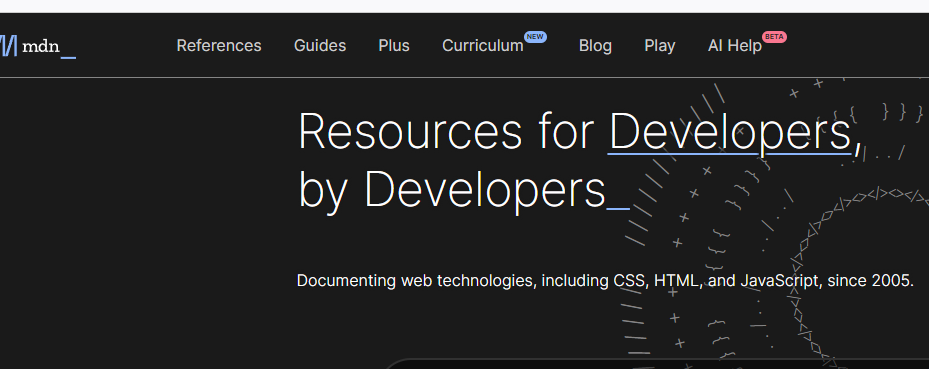 mdn_
References Guides Plus Curriculum NEW Blog Play AI Help BETA
Resources for Developers,
by Developers_
Documenting web technologies, including CSS, HTML, and JavaScript, since 2005.